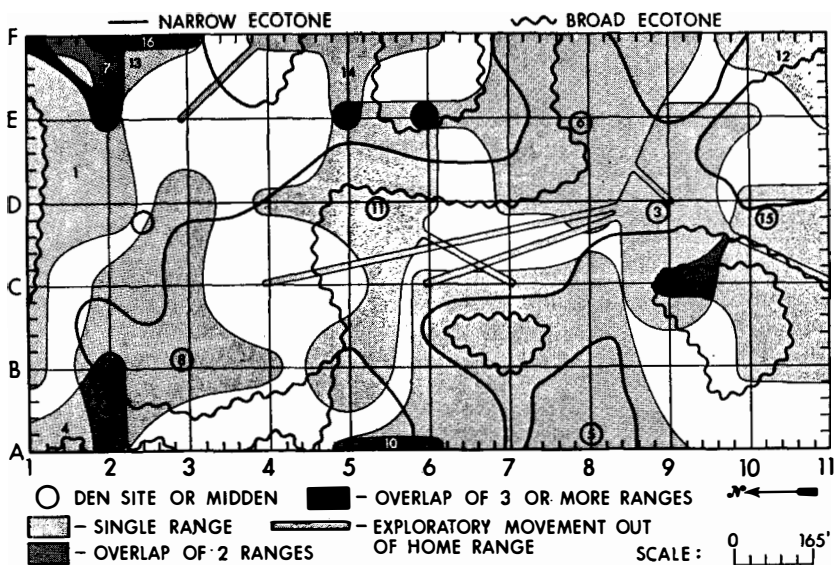 NARROW ECOTONE
BROAD ECOTONE
F
16
7
13
14
12
E
6
1
D
11
3
15
C
8
B
4
10
5
A
1 2 3 4 5 6 7 8 9 10 11
DEN SITE OR MIDDEN
- OVERLAP OF 3 OR MORE RANGES
N
- SINGLE RANGE
- EXPLORATORY MOVEMENT OUT
OF HOME RANGE
- OVERLAP OF 2 RANGES
SCALE:
0 165'